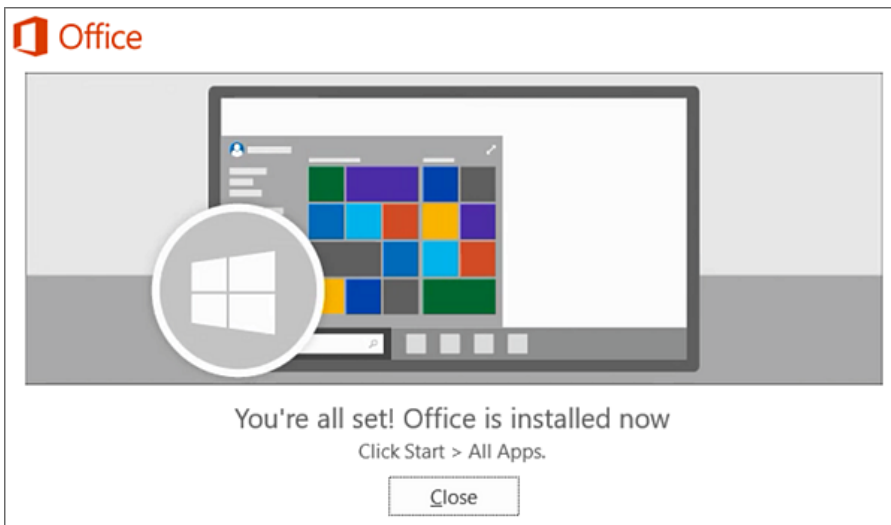 Office
You're all set! Office is installed now
Click Start > All Apps.
Close